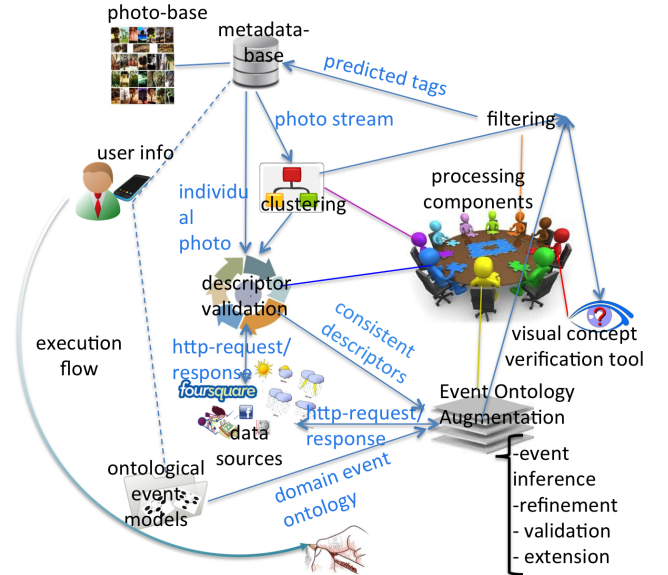 photo-base
metadata-
base
predicted tags
photo stream
filtering
user info
individu
al
photo
clustering
processing
components
descriptor
validation
consistent
descriptors
?
visual concept
verification tool
execution
flow
http-request/
response
foursquare
f
data
sources
http-request/
response
Event Ontology
Augmentation
ontological
event
models
domain event
ontology
-event
inference
-refinement
- validation
- extension